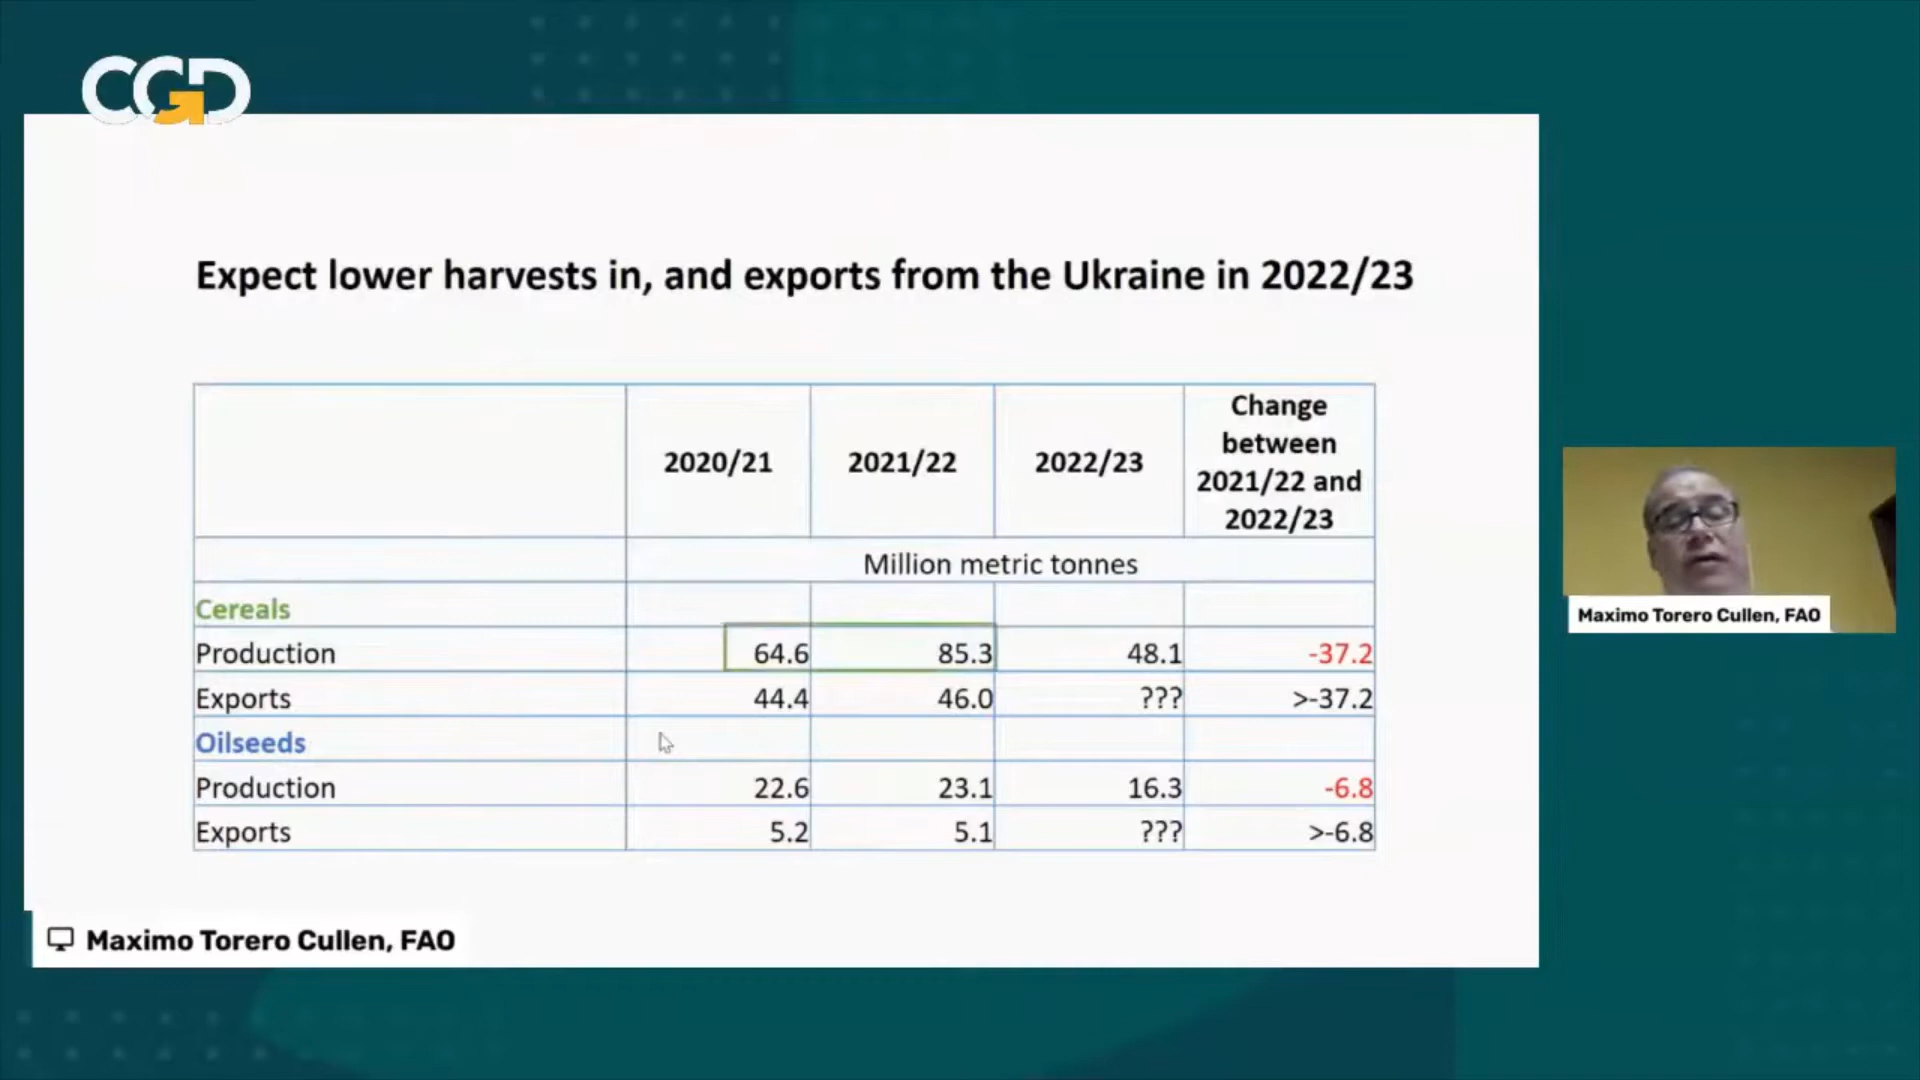 CGD
Expect lower harvests in, and exports from the Ukraine in 2022/23
2020/21 2021/22 2022/23 Change between 2021/22 and 2022/23
Million metric tonnes
Cereals
Production 64.6 85.3 48.1 -37.2
Exports 44.4 46.0 ??? >-37.2
Oilseeds
Production 22.6 23.1 16.3 -6.8
Exports 5.2 5.1 ??? >-6.8
Maximo Torero Cullen, FAO
Maximo Torero Cullen, FAO